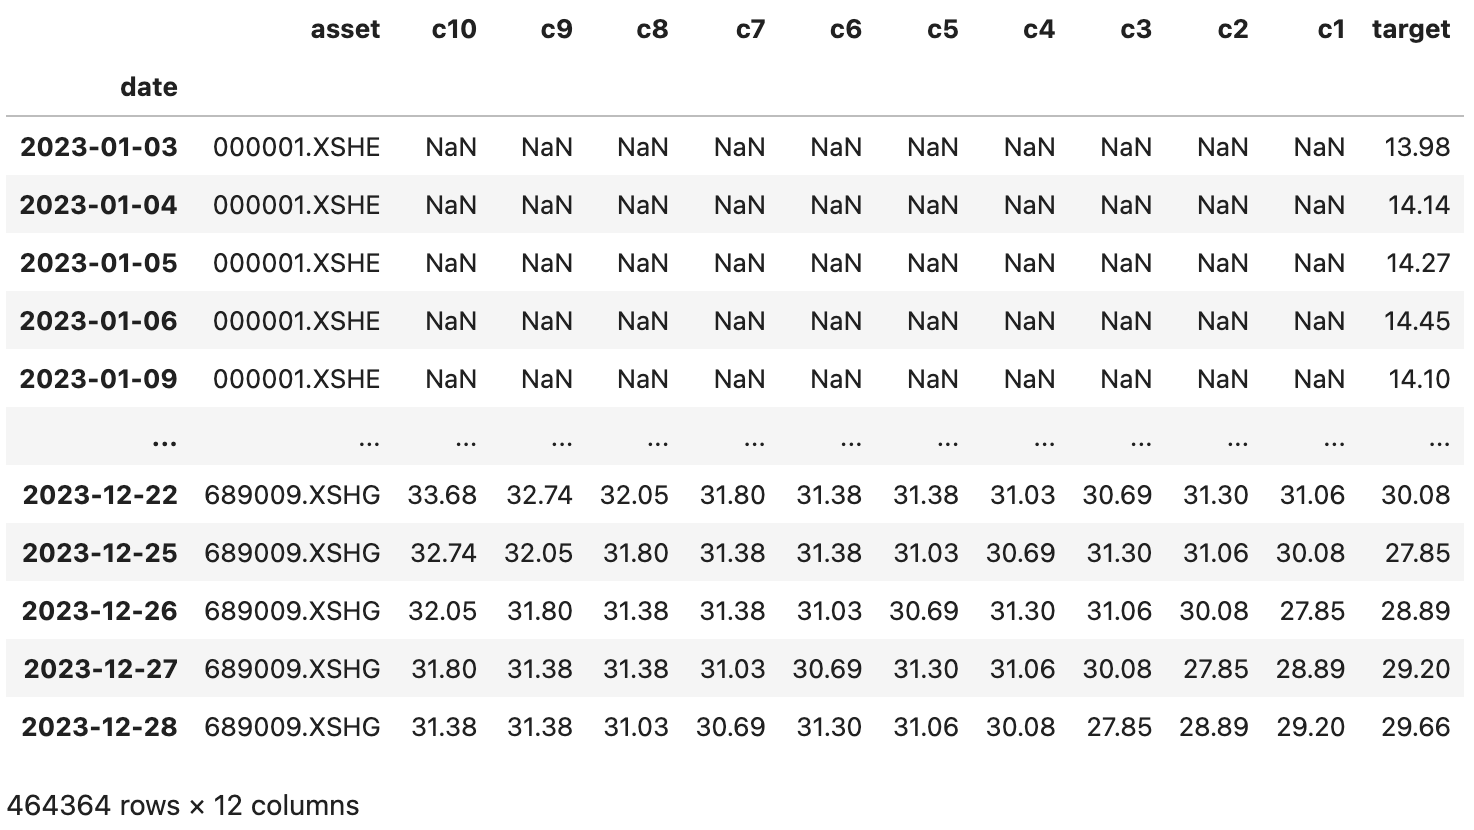 asset c10 c9 c8 c7 c6 c5 c4 c3 c2 c1 target
date
2023-01-03 000001.XSHE NaN NaN NaN NaN NaN NaN NaN NaN NaN NaN 13.98
2023-01-04 000001.XSHE NaN NaN NaN NaN NaN NaN NaN NaN NaN NaN 14.14
2023-01-05 000001.XSHE NaN NaN NaN NaN NaN NaN NaN NaN NaN NaN 14.27
2023-01-06 000001.XSHE NaN NaN NaN NaN NaN NaN NaN NaN NaN NaN 14.45
2023-01-09 000001.XSHE NaN NaN NaN NaN NaN NaN NaN NaN NaN NaN 14.10
... ... ... ... ... ... ... ... ... ... ... ... ...
2023-12-22 689009.XSHG 33.68 32.74 32.05 31.80 31.38 31.38 31.03 30.69 31.30 31.06 30.08
2023-12-25 689009.XSHG 32.74 32.05 31.80 31.38 31.38 31.03 30.69 31.30 31.06 30.08 27.85
2023-12-26 689009.XSHG 32.05 31.80 31.38 31.38 31.03 30.69 31.30 31.06 30.08 27.85 28.89
2023-12-27 689009.XSHG 31.80 31.38 31.38 31.03 30.69 31.30 31.06 30.08 27.85 28.89 29.20
2023-12-28 689009.XSHG 31.38 31.38 31.03 30.69 31.30 31.06 30.08 27.85 28.89 29.20 29.66
464364 rows × 12 columns